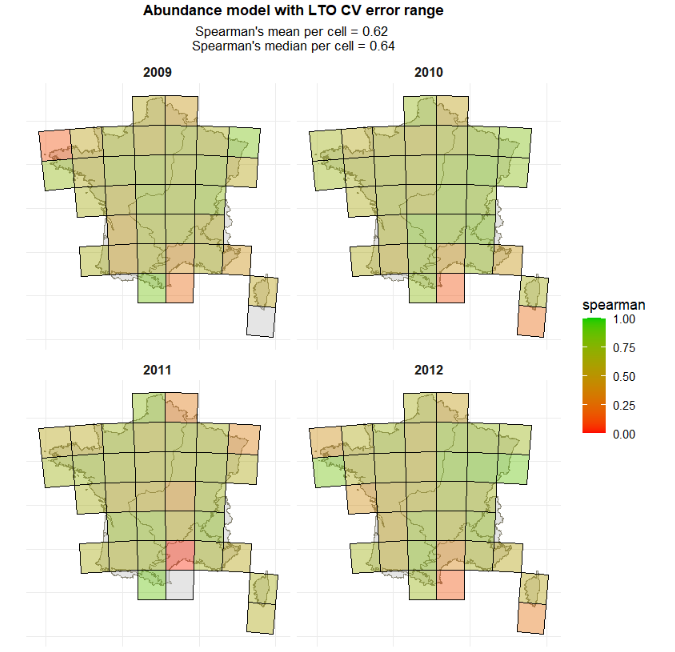 Abundance model with LTO CV error range
Spearman's mean per cell = 0.62
Spearman's median per cell = 0.64
2009
2010
2011
2012
spearman
1.00
0.75
0.50
0.25
0.00